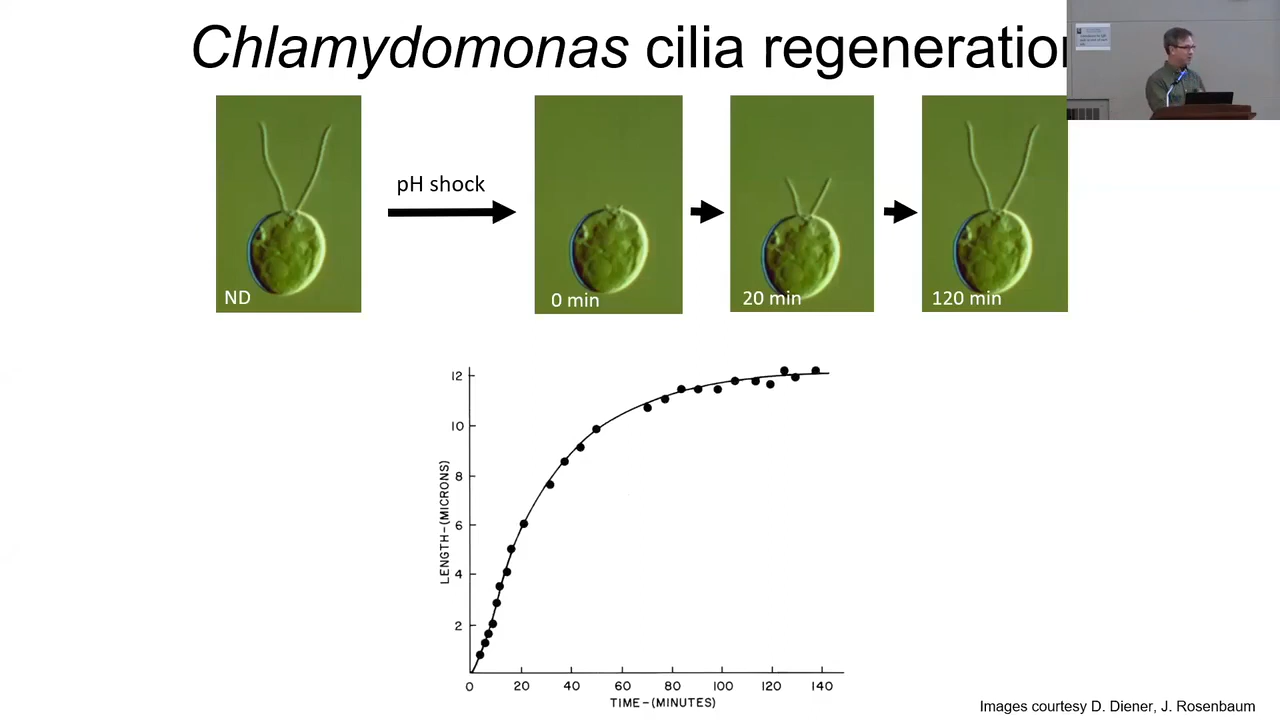 Chlamydomonas cilia regeneration
pH shock
ND
0 min
20 min
120 min
12
10
8
6
4
2
LENGTH-(MICRONS)
0 20 40 60 80 100 120 140
TIME-(MINUTES)
Images courtesy D. Diener, J. Rosenbaum